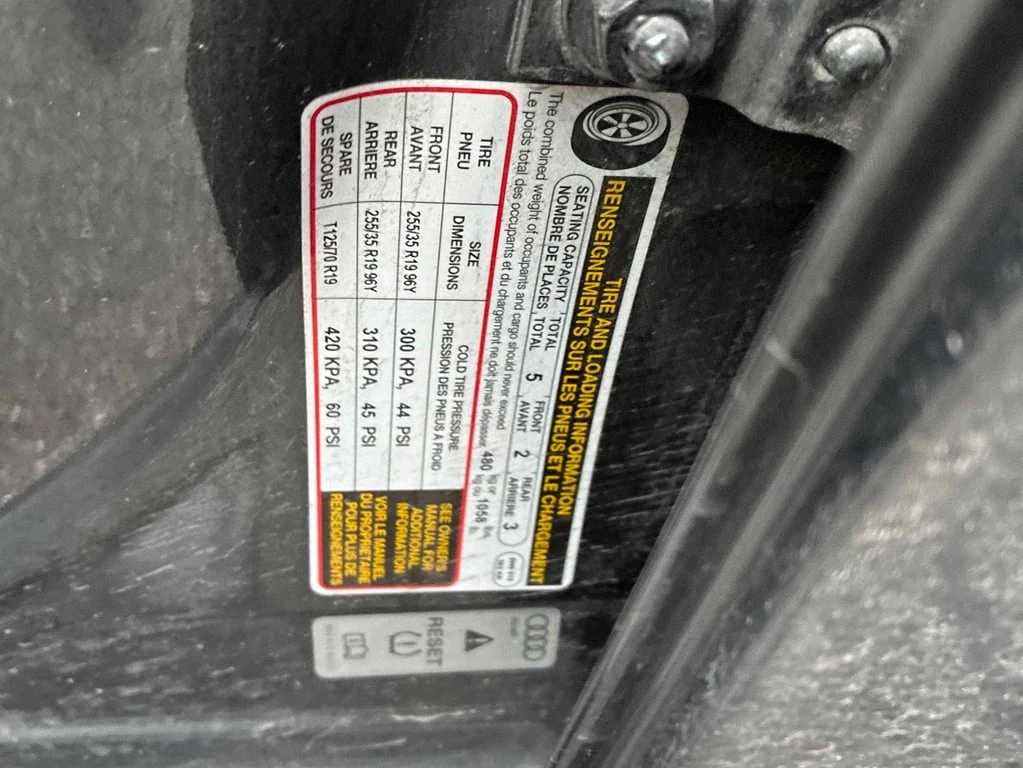 TIRE AND LOADING INFORMATION
RENSEIGNEMENTS SUR LES PNEUS ET LE CHARGEMENT
SEATING CAPACITY TOTAL FRONT REAR
NOMBRE DE PLACES TOTAL 5 AVANT 2 ARRIERE 3
The combined weight of occupants and cargo should never exceed 480 kg or 1058 lbs.
Le poids total des occupants et du chargement ne doit jamais dépasser kg ou lb.
TIRE SIZE COLD TIRE PRESSURE
PNEU DIMENSIONS PRESSION DES PNEUS A FROID
FRONT
AVANT 255/35 R19 96Y 300 KPA, 44 PSI
REAR
ARRIERE 255/35 R19 96Y 310 KPA, 45 PSI
SPARE
DE SECOURS T125/70 R19 420 KPA, 60 PSI
SEE OWNER'S
MANUAL FOR
ADDITIONAL
INFORMATION
VOIR LE MANUEL
DU PROPRIETAIRE
POUR PLUS DE
RENSEIGNEMENTS
Audi
RESET